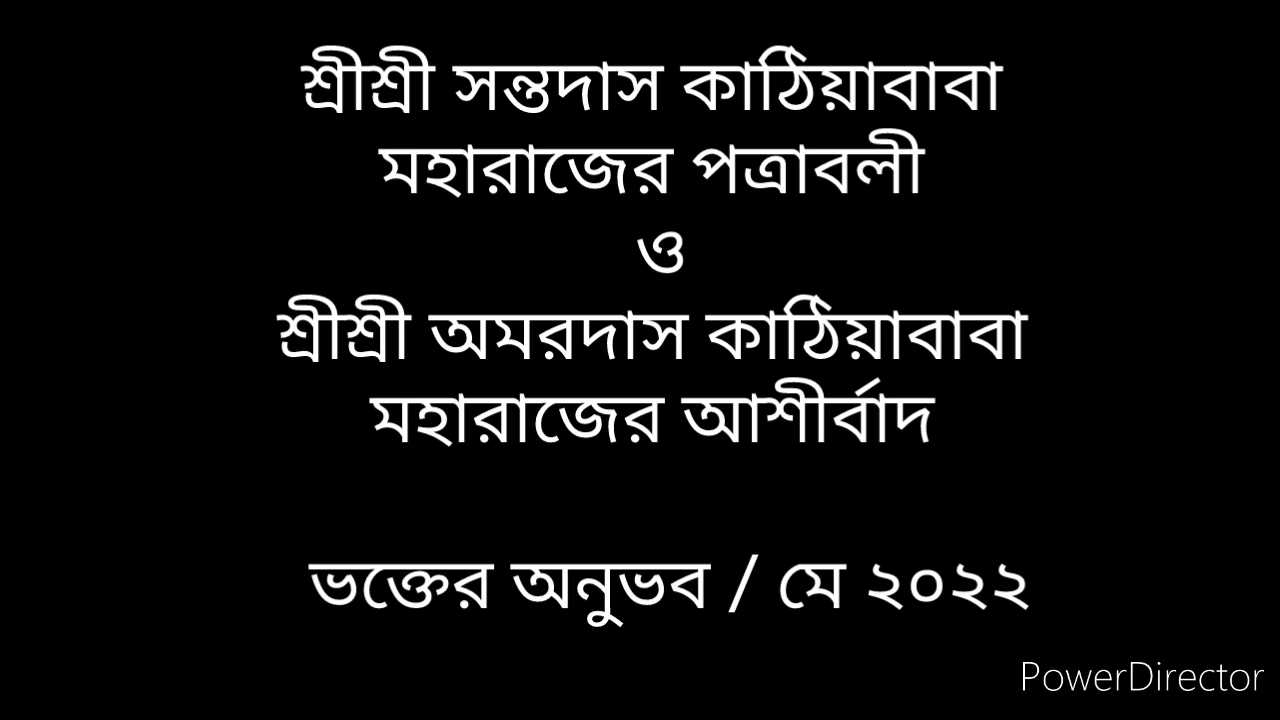 শ্রীশ্রী সন্তদাস কাঠিয়াবাবা
মহারাজের পত্রাবলী
ও
শ্রীশ্রী অমরদাস কাঠিয়াবাবা
মহারাজের আশীর্বাদ
ভক্তের অনুভব / মে ২০২২
PowerDirector